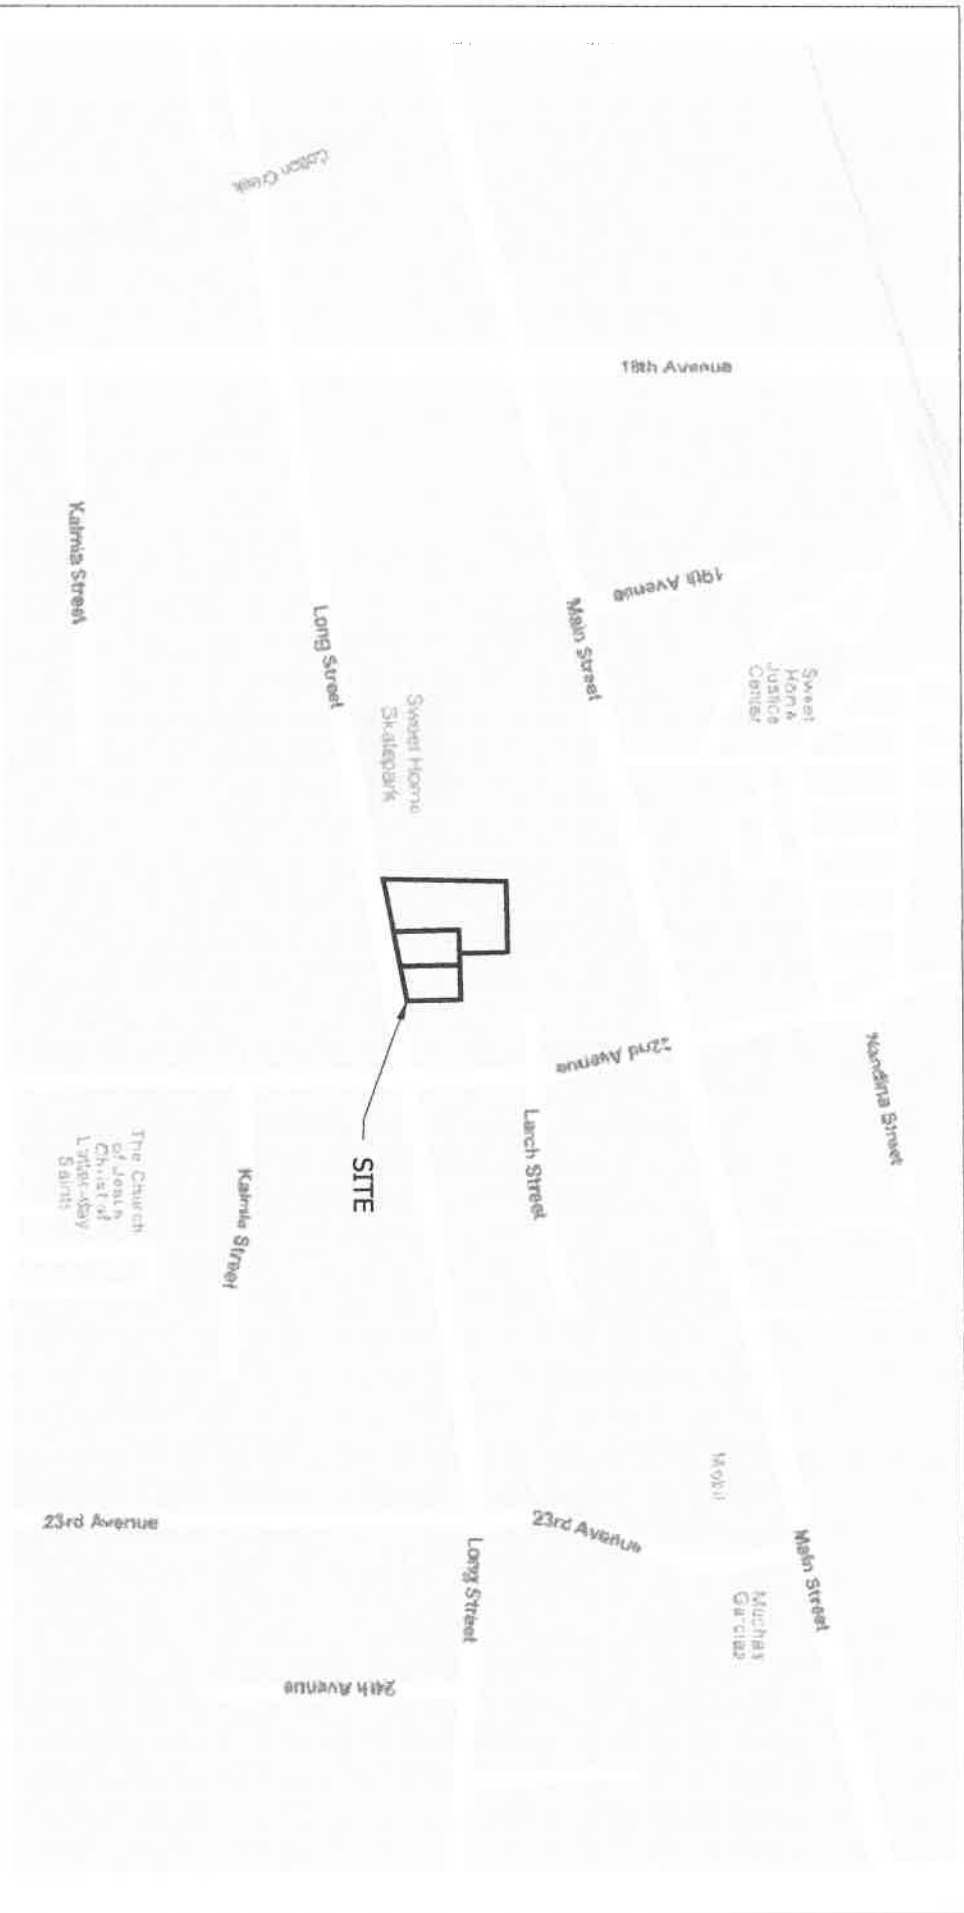 Colton Creek
18th Avenue
Kalmia Street
19th Avenue
Long Street
Main Street
Sweet
Home
Justice
Center
Sweet Home
Skatepark
22nd Avenue
Nandina Street
Larch Street
SITE
Kalmia Street
The Church
of Jesus
Christ of
Latter-day
Saints
Mobil
23rd Avenue
23rd Avenue
Long Street
Main Street
Muchas
Gracias
24th Avenue